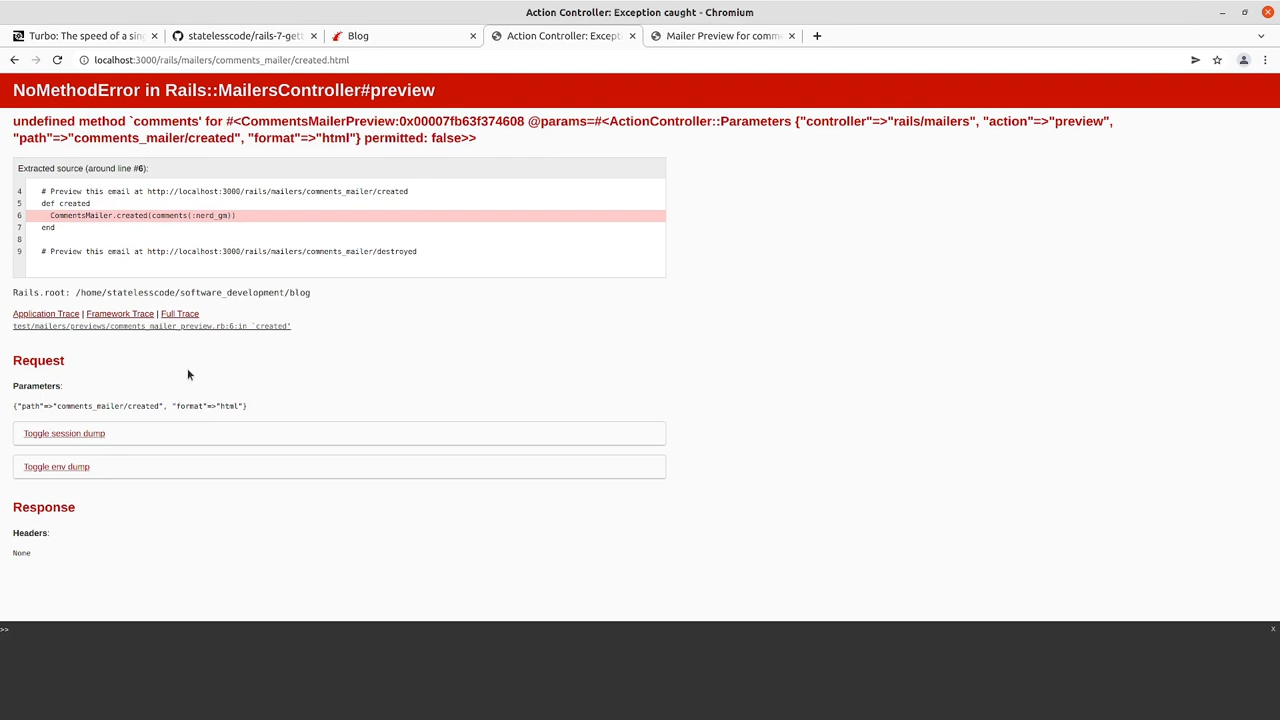 Action Controller: Exception caught - Chromium
Turbo: The speed of a sing
statelesscode/rails-7-gett
Blog
Action Controller: Except
Mailer Preview for comme
localhost:3000/rails/mailers/comments_mailer/created.html
NoMethodError in Rails::MailersController#preview
undefined method `comments' for #<CommentsMailerPreview:0x00007fb63f374608 @params=#<ActionController::Parameters {"controller"=>"rails/mailers", "action"=>"preview",
"path"=>"comments_mailer/created", "format"=>"html"} permitted: false>>
Extracted source (around line #6):
4 # Preview this email at http://localhost:3000/rails/mailers/comments_mailer/created
5 def created
6 CommentsMailer.created(comments(:nerd_gm))
7 end
8
9 # Preview this email at http://localhost:3000/rails/mailers/comments_mailer/destroyed
Rails.root: /home/statelesscode/software_development/blog
Application Trace | Framework Trace | Full Trace
test/mailers/previews/comments_mailer_preview.rb:6:in `created'
Request
Parameters:
{"path"=>"comments_mailer/created", "format"=>"html"}
Toggle session dump
Toggle env dump
Response
Headers:
None
>>
x